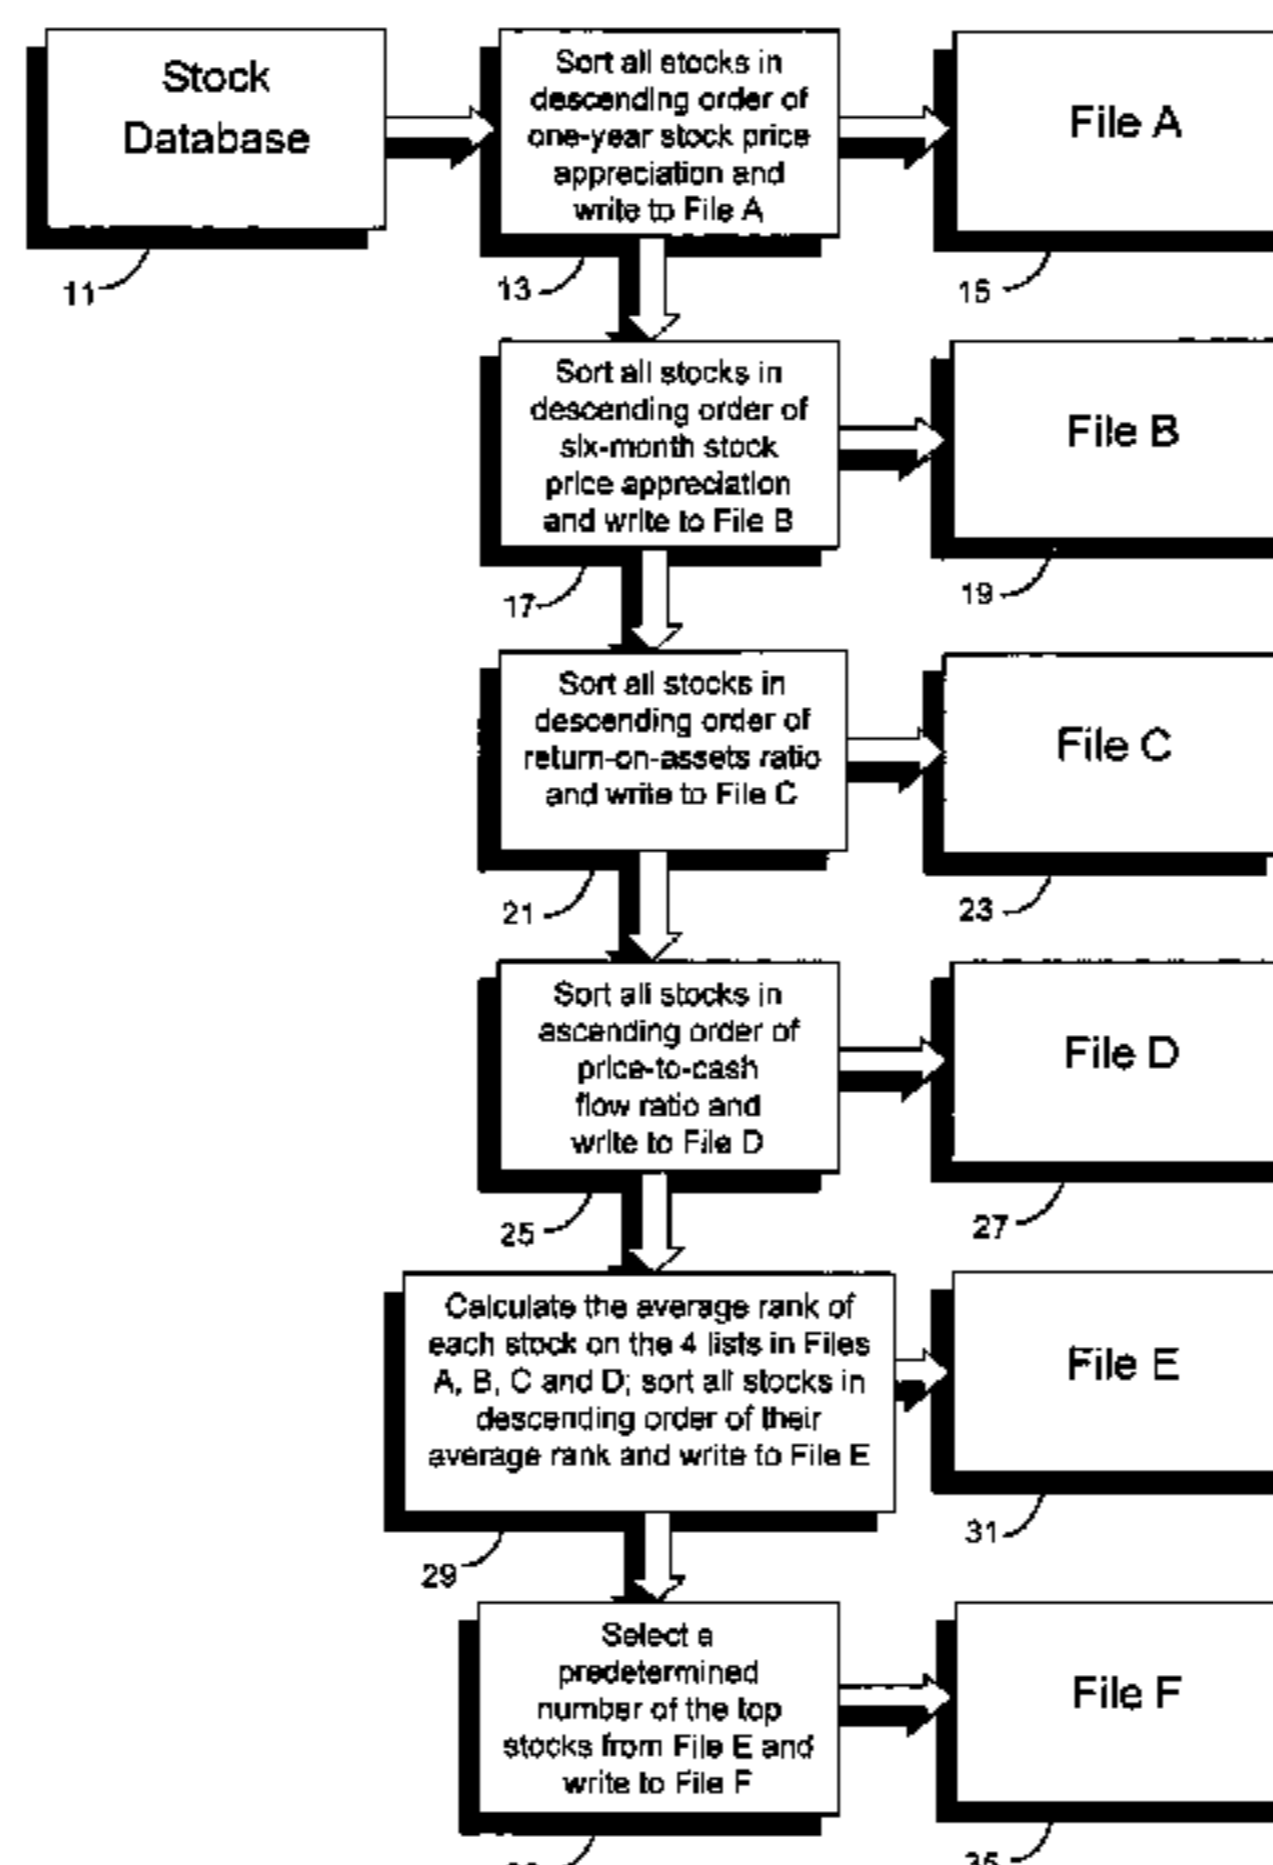 Stock
Database
11
Sort all stocks in
descending order of
one-year stock price
appreciation and
write to File A
13
File A
15
Sort all stocks in
descending order of
six-month stock
price appreciation
and write to File B
17
File B
19
Sort all stocks in
descending order of
return-on-assets ratio
and write to File C
21
File C
23
Sort all stocks in
ascending order of
price-to-cash
flow ratio and
write to File D
25
File D
27
Calculate the average rank of
each stock on the 4 lists in Files
A, B, C and D; sort all stocks in
descending order of their
average rank and write to File E
29
File E
31
Select a
predetermined
number of the top
stocks from File E and
write to File F
File F